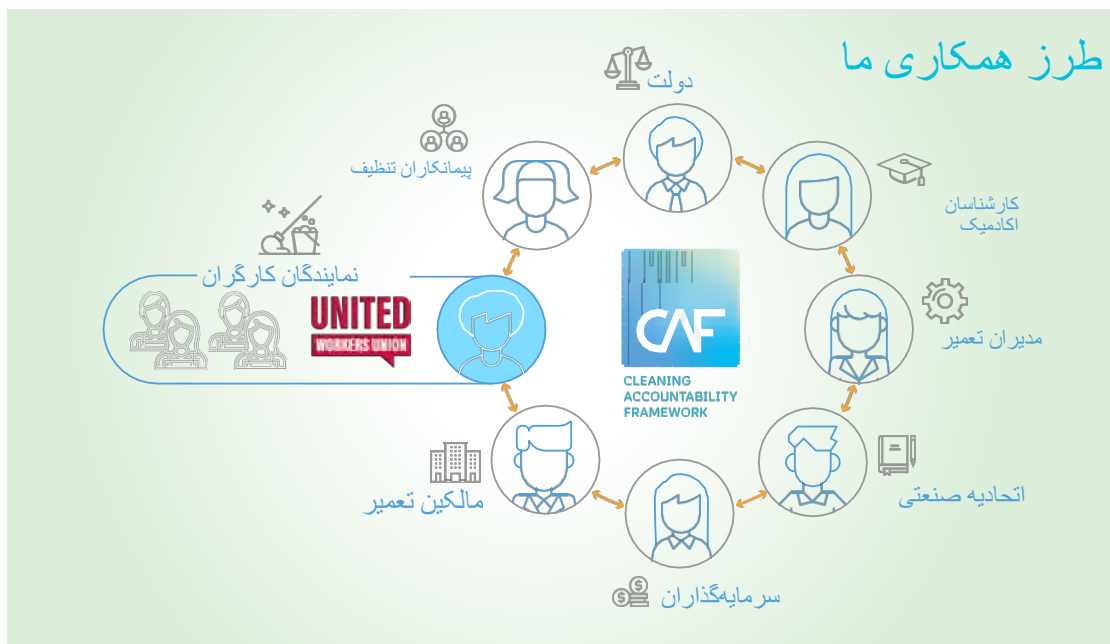 طرز همکاری ما
دولت
پیمانکاران تنظیف
کارشناسان
اکادمیک
نمایندگان کارگران
UNITED
WORKERS UNION
CAF
CLEANING
ACCOUNTABILITY
FRAMEWORK
مدیران تعمیر
مالکین تعمیر
اتحادیه صنعتی
سرمایه‌گذاران